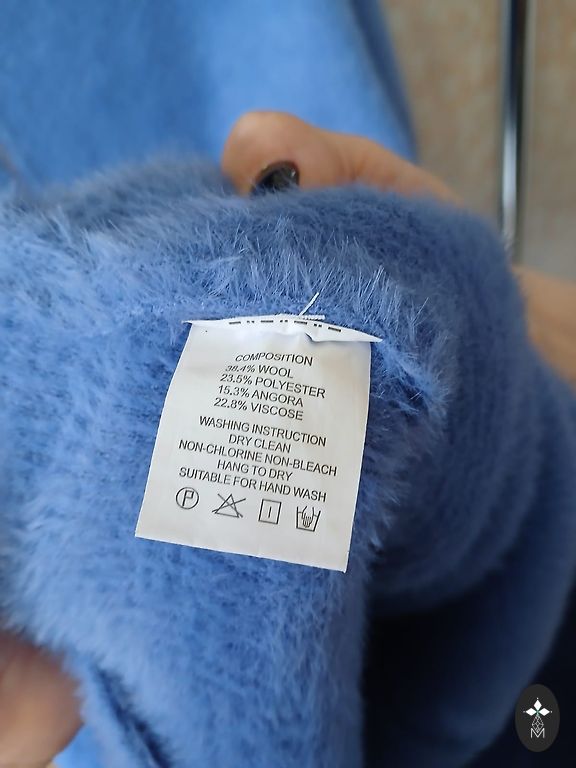 COMPOSITION
38.4% WOOL
23.5% POLYESTER
15.3% ANGORA
22.8% VISCOSE
WASHING INSTRUCTION
DRY CLEAN
NON-CHLORINE NON-BLEACH
HANG TO DRY
SUITABLE FOR HAND WASH
P
M